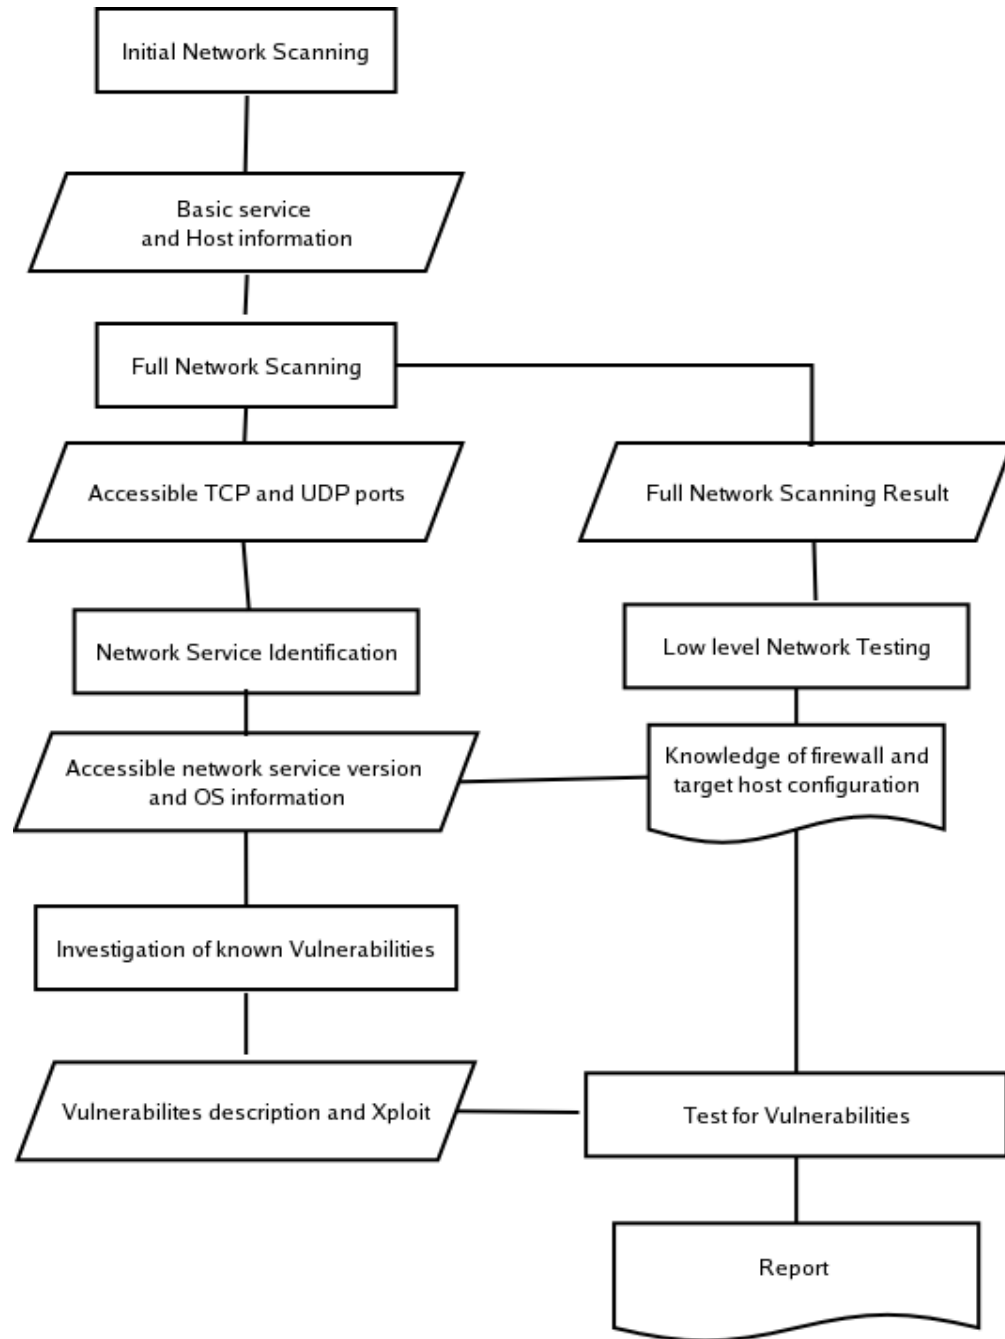 Initial Network Scanning
Basic service
and Host information
Full Network Scanning
Accessible TCP and UDP ports
Full Network Scanning Result
Network Service Identification
Low level Network Testing
Accessible network service version
and OS information
Knowledge of firewall and
target host configuration
Investigation of known Vulnerabilities
Vulnerabilites description and Xploit
Test for Vulnerabilities
Report